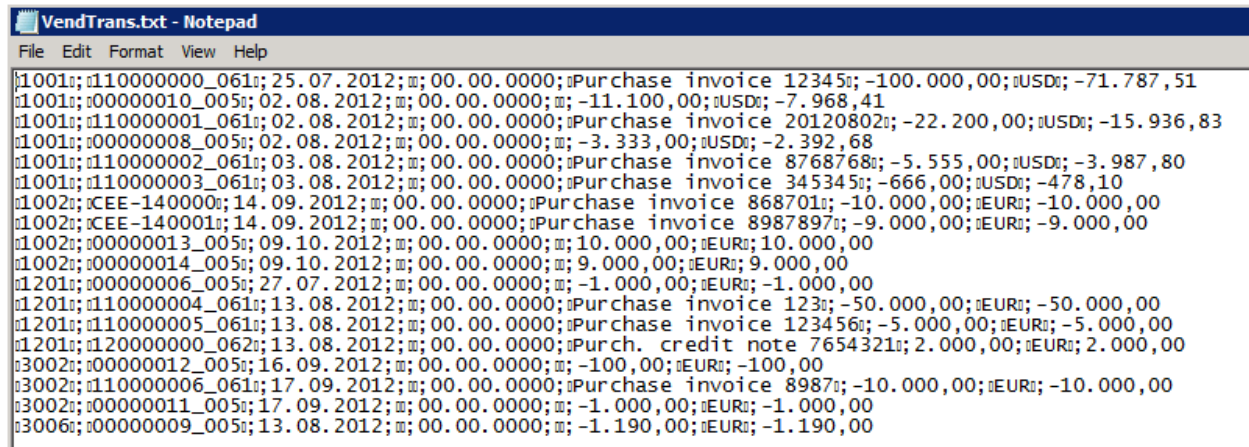 VendTrans.txt - Notepad
File Edit Format View Help
▯1001▯;▯110000000_061▯;25.07.2012;▯▯;00.00.0000;▯Purchase invoice 12345▯;-100.000,00;▯USD▯;-71.787,51
▯1001▯;▯00000010_005▯;02.08.2012;▯▯;00.00.0000;▯▯;-11.100,00;▯USD▯;-7.968,41
▯1001▯;▯110000001_061▯;02.08.2012;▯▯;00.00.0000;▯Purchase invoice 20120802▯;-22.200,00;▯USD▯;-15.936,83
▯1001▯;▯00000008_005▯;02.08.2012;▯▯;00.00.0000;▯▯;-3.333,00;▯USD▯;-2.392,68
▯1001▯;▯110000002_061▯;03.08.2012;▯▯;00.00.0000;▯Purchase invoice 8768768▯;-5.555,00;▯USD▯;-3.987,80
▯1001▯;▯110000003_061▯;03.08.2012;▯▯;00.00.0000;▯Purchase invoice 345345▯;-666,00;▯USD▯;-478,10
▯1002▯;▯CEE-140000▯;14.09.2012;▯▯;00.00.0000;▯Purchase invoice 868701▯;-10.000,00;▯EUR▯;-10.000,00
▯1002▯;▯CEE-140001▯;14.09.2012;▯▯;00.00.0000;▯Purchase invoice 8987897▯;-9.000,00;▯EUR▯;-9.000,00
▯1002▯;▯00000013_005▯;09.10.2012;▯▯;00.00.0000;▯▯;10.000,00;▯EUR▯;10.000,00
▯1002▯;▯00000014_005▯;09.10.2012;▯▯;00.00.0000;▯▯;9.000,00;▯EUR▯;9.000,00
▯1201▯;▯00000006_005▯;27.07.2012;▯▯;00.00.0000;▯▯;-1.000,00;▯EUR▯;-1.000,00
▯1201▯;▯110000004_061▯;13.08.2012;▯▯;00.00.0000;▯Purchase invoice 123▯;-50.000,00;▯EUR▯;-50.000,00
▯1201▯;▯110000005_061▯;13.08.2012;▯▯;00.00.0000;▯Purchase invoice 123456▯;-5.000,00;▯EUR▯;-5.000,00
▯1201▯;▯120000000_062▯;13.08.2012;▯▯;00.00.0000;▯Purch. credit note 7654321▯;2.000,00;▯EUR▯;2.000,00
▯3002▯;▯00000012_005▯;16.09.2012;▯▯;00.00.0000;▯▯;-100,00;▯EUR▯;-100,00
▯3002▯;▯110000006_061▯;17.09.2012;▯▯;00.00.0000;▯Purchase invoice 8987▯;-10.000,00;▯EUR▯;-10.000,00
▯3002▯;▯00000011_005▯;17.09.2012;▯▯;00.00.0000;▯▯;-1.000,00;▯EUR▯;-1.000,00
▯3006▯;▯00000009_005▯;13.08.2012;▯▯;00.00.0000;▯▯;-1.190,00;▯EUR▯;-1.190,00